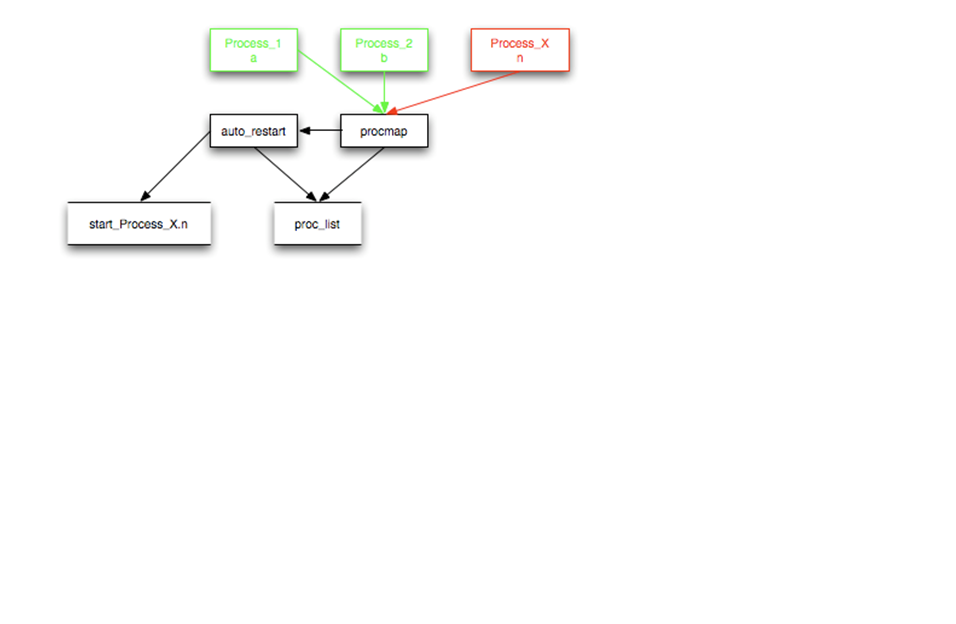 Process_1
a
Process_2
b
Process_X
n
auto_restart
procmap
start_Process_X.n
proc_list